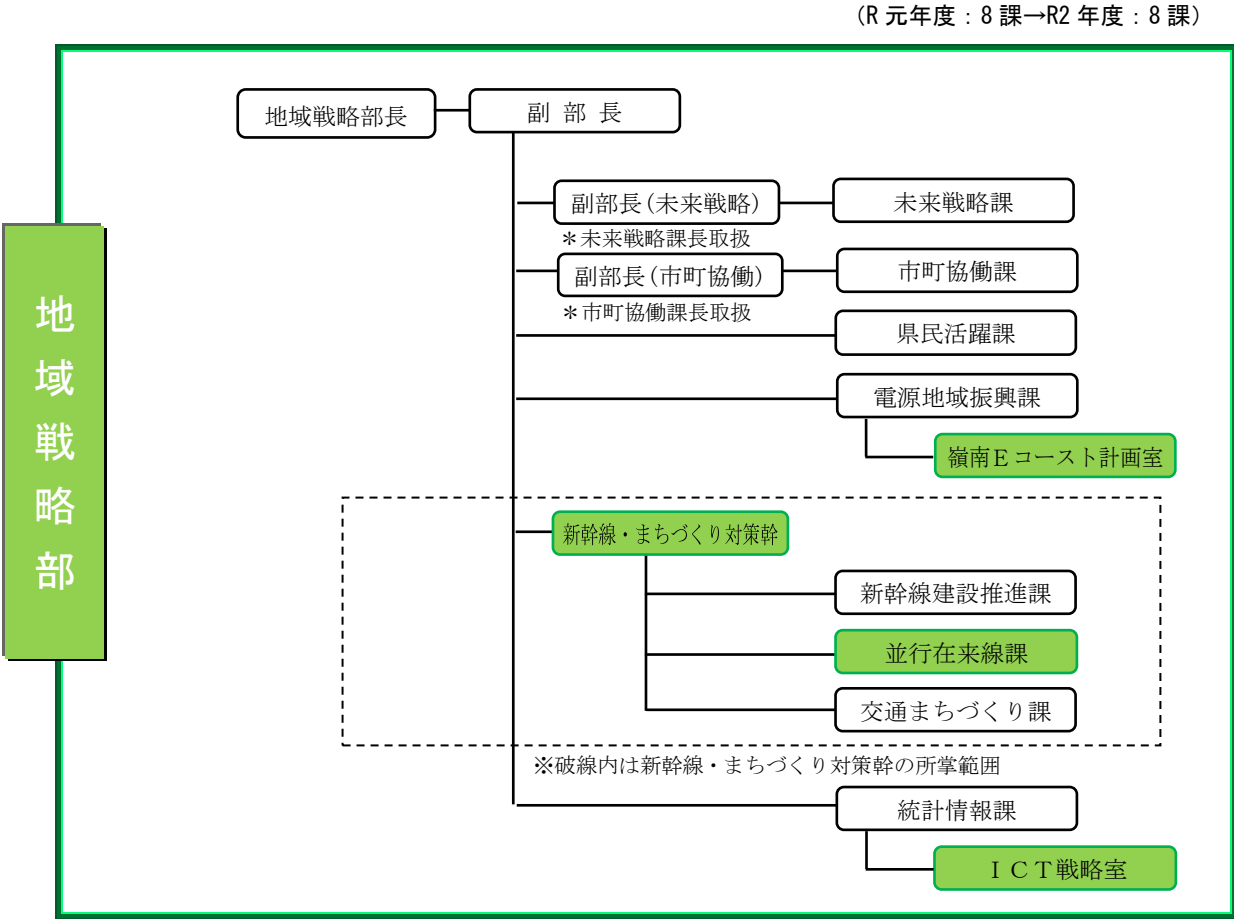 （R元年度：8課→R2年度：8課）
地域戦略部
地域戦略部長
副部長
副部長(未来戦略)
未来戦略課
＊未来戦略課長取扱
副部長(市町協働)
市町協働課
＊市町協働課長取扱
県民活躍課
電源地域振興課
嶺南Ｅコースト計画室
新幹線・まちづくり対策幹
新幹線建設推進課
並行在来線課
交通まちづくり課
※破線内は新幹線・まちづくり対策幹の所掌範囲
統計情報課
ＩＣＴ戦略室